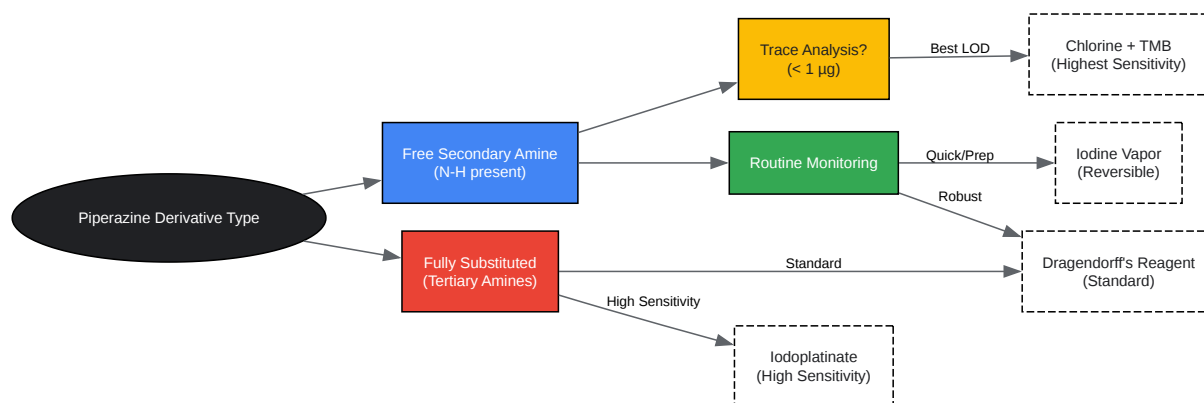 Piperazine Derivative Type
Free Secondary Amine
(N-H present)
Fully Substituted
(Tertiary Amines)
Trace Analysis?
(< 1 µg)
Routine Monitoring
Best LOD
Quick/Prep
Robust
Standard
High Sensitivity
Chlorine + TMB
(Highest Sensitivity)
Iodine Vapor
(Reversible)
Dragendorff's Reagent
(Standard)
Iodoplatinate
(High Sensitivity)